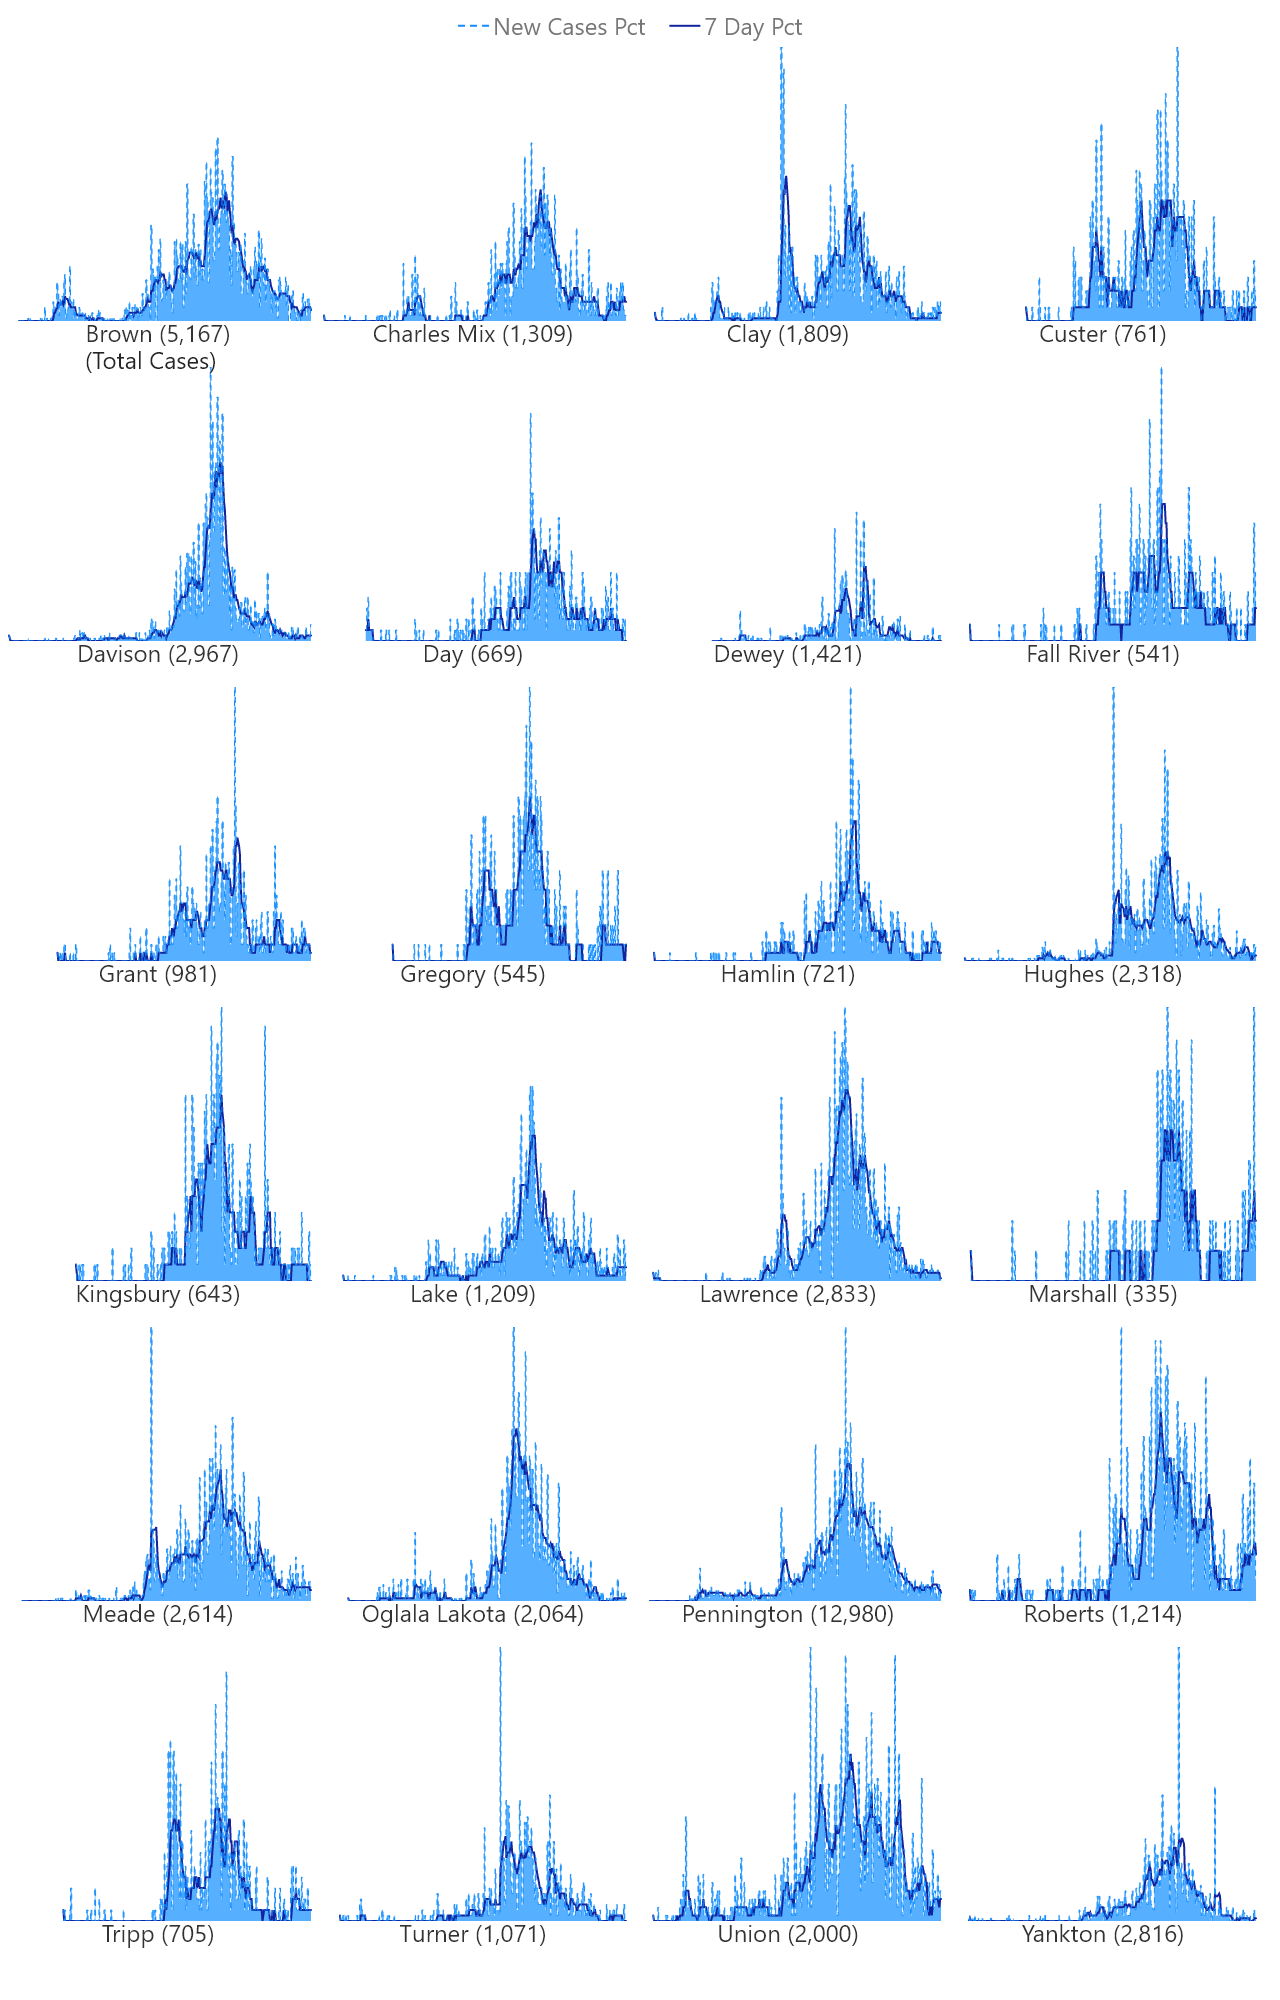 New Cases Pct 7 Day Pct
Brown (5,167) Charles Mix (1,309) Clay (1,809) Custer (761)
(Total Cases)
Davison (2,967) Day (669) Dewey (1,421) Fall River (541)
Grant (981) Gregory (545) Hamlin (721) Hughes (2,318)
Kingsbury (643) Lake (1,209) Lawrence (2,833) Marshall (335)
Meade (2,614) Oglala Lakota (2,064) Pennington (12,980) Roberts (1,214)
Tripp (705) Turner (1,071) Union (2,000) Yankton (2,816)